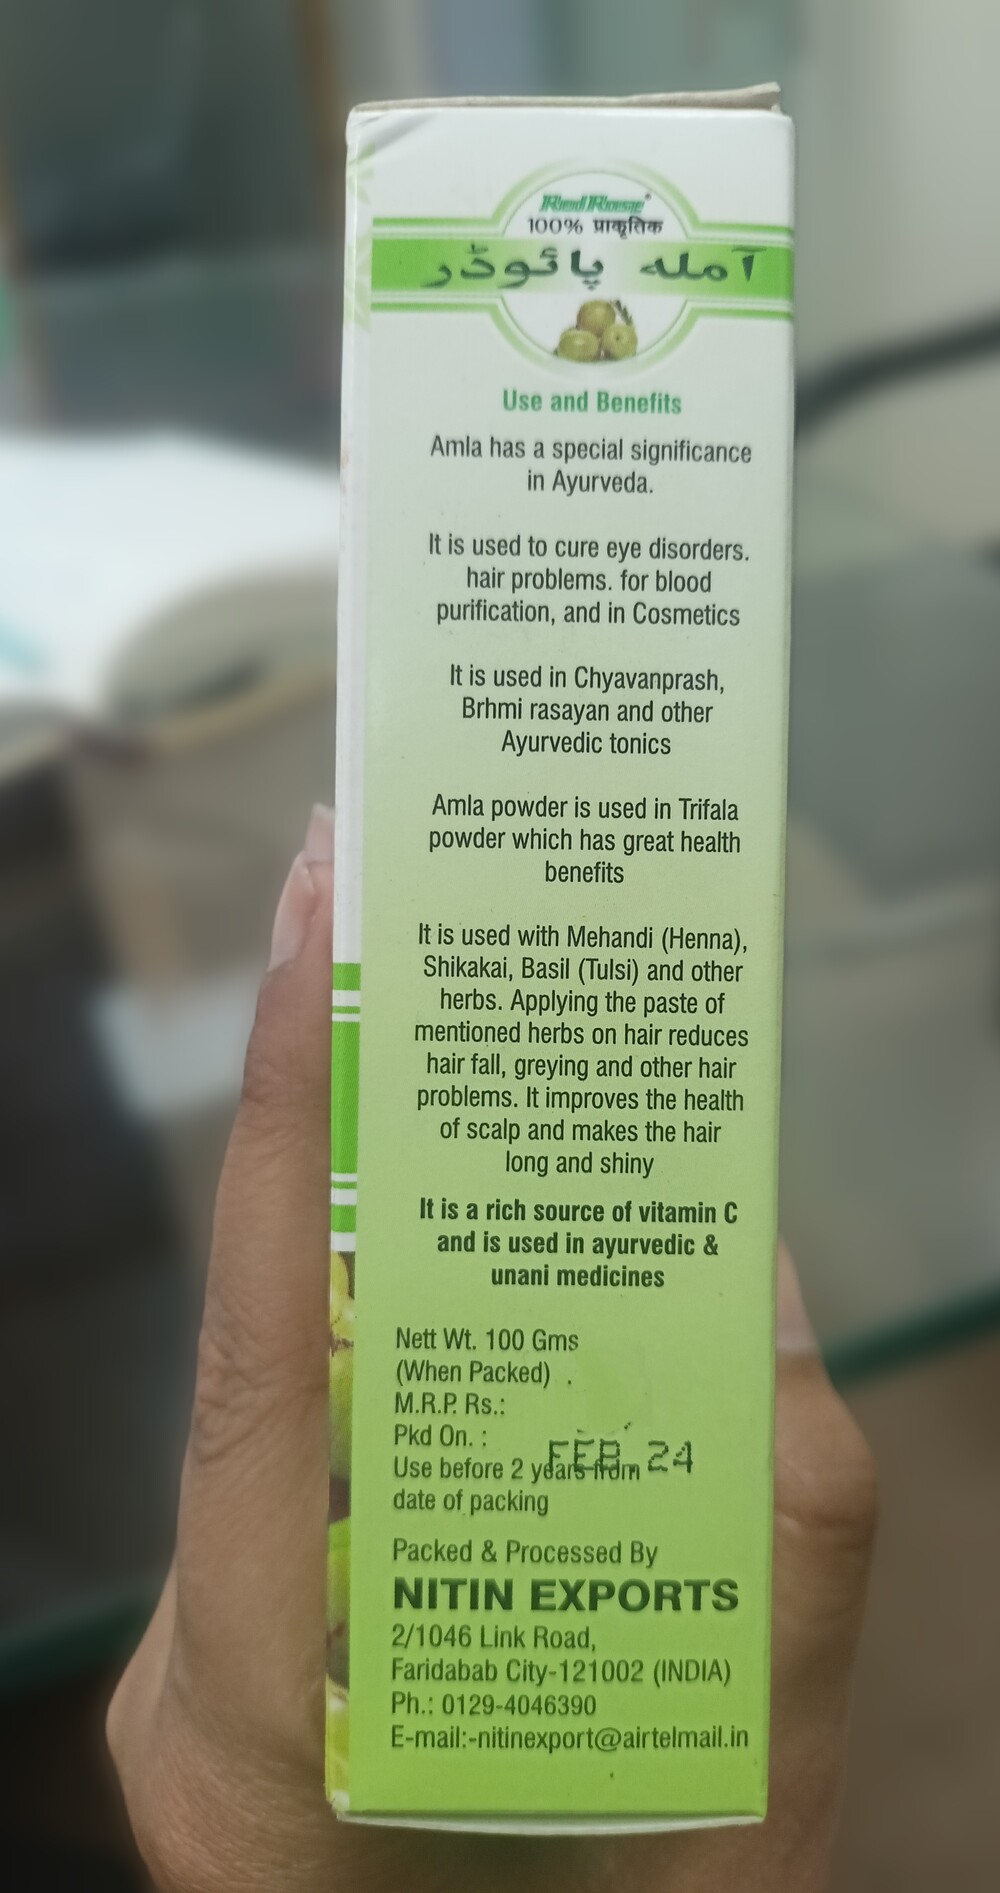 Red Rose
100% प्राकृतिक
آملہ پائوڈر
Use and Benefits
Amla has a special significance
in Ayurveda.
It is used to cure eye disorders.
hair problems. for blood
purification, and in Cosmetics
It is used in Chyavanprash,
Brhmi rasayan and other
Ayurvedic tonics
Amla powder is used in Trifala
powder which has great health
benefits
It is used with Mehandi (Henna),
Shikakai, Basil (Tulsi) and other
herbs. Applying the paste of
mentioned herbs on hair reduces
hair fall, greying and other hair
problems. It improves the health
of scalp and makes the hair
long and shiny
It is a rich source of vitamin C
and is used in ayurvedic &
unani medicines
Nett Wt. 100 Gms
(When Packed)
M.R.P. Rs.:
Pkd On. :
FEB. 24
Use before 2 years from
date of packing
Packed & Processed By
NITIN EXPORTS
2/1046 Link Road,
Faridabab City-121002 (INDIA)
Ph.: 0129-4046390
E-mail:-nitinexport@airtelmail.in